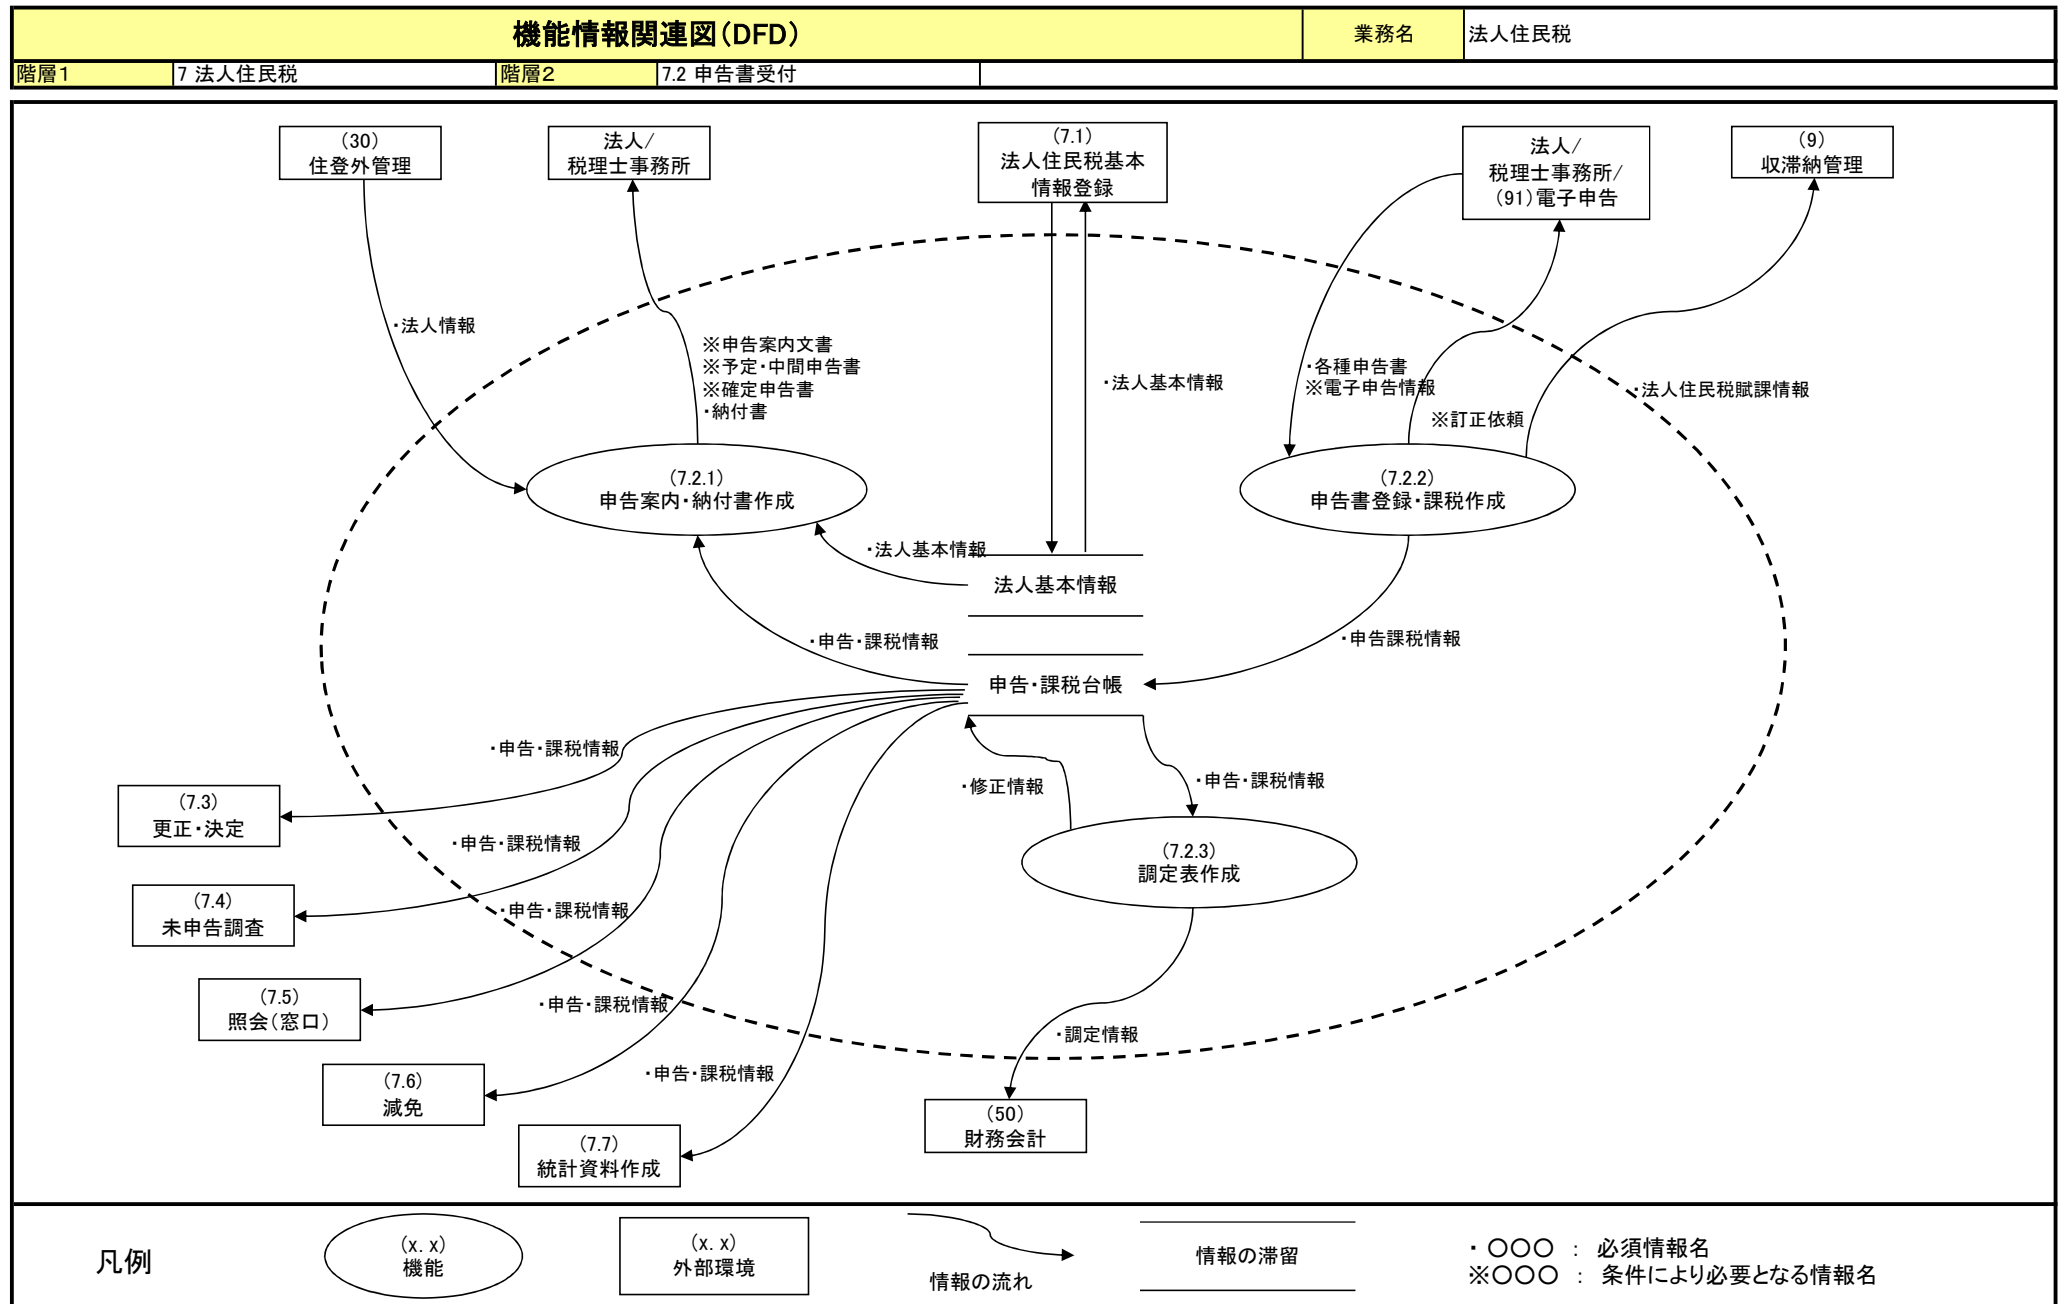 機能情報関連図(DFD)
業務名
法人住民税
階層1
7 法人住民税
階層2
7.2 申告書受付
(30)
住登外管理
法人/
税理士事務所
(7.1)
法人住民税基本
情報登録
法人/
税理士事務所/
(91)電子申告
(9)
収滞納管理
・法人情報
※申告案内文書
※予定・中間申告書
※確定申告書
・納付書
・法人基本情報
・各種申告書
※電子申告情報
※訂正依頼
・法人住民税賦課情報
(7.2.1)
申告案内・納付書作成
(7.2.2)
申告書登録・課税作成
・法人基本情報
法人基本情報
・申告・課税情報
・申告課税情報
申告・課税台帳
・申告・課税情報
・修正情報
・申告・課税情報
(7.3)
更正・決定
・申告・課税情報
(7.2.3)
調定表作成
(7.4)
未申告調査
・申告・課税情報
(7.5)
照会(窓口)
・申告・課税情報
・調定情報
(7.6)
減免
・申告・課税情報
(50)
財務会計
(7.7)
統計資料作成
凡例
(x.x)
機能
(x.x)
外部環境
情報の流れ
情報の滞留
・ 〇〇〇 : 必須情報名
※〇〇〇 : 条件により必要となる情報名